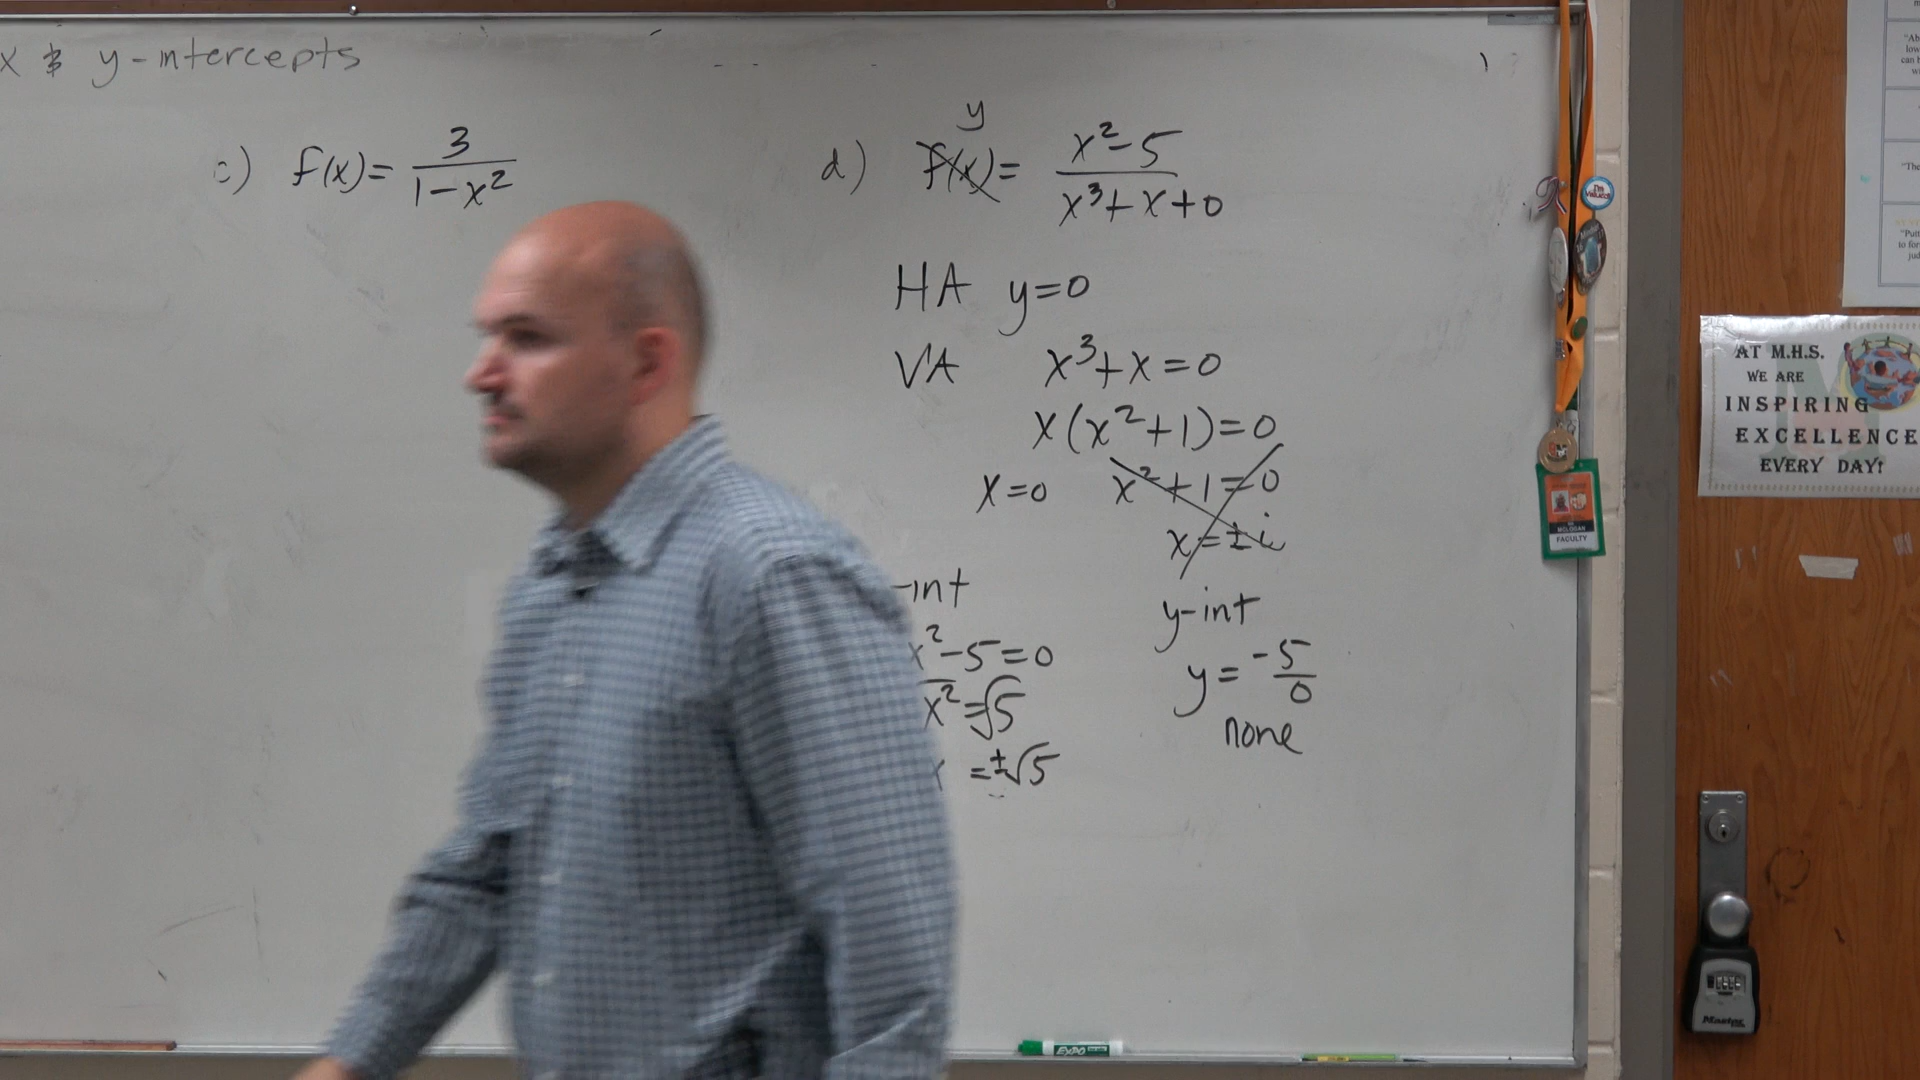 x & y-intercepts
c) f(x)= 3/(1-x²)
y
d) f(x)= (x²-5)/(x³+x+0)
HA y=0
VA x³+x=0
x(x²+1)=0
x=0 x²+1=0
x=±i
-int
x²-5=0
x²=√5
x =±√5
y-int
y= -5/0
none
AT M.H.S.
WE ARE
INSPIRING
EXCELLENCE
EVERY DAY!
MCLOGAN
FACULTY
EXPO
Master